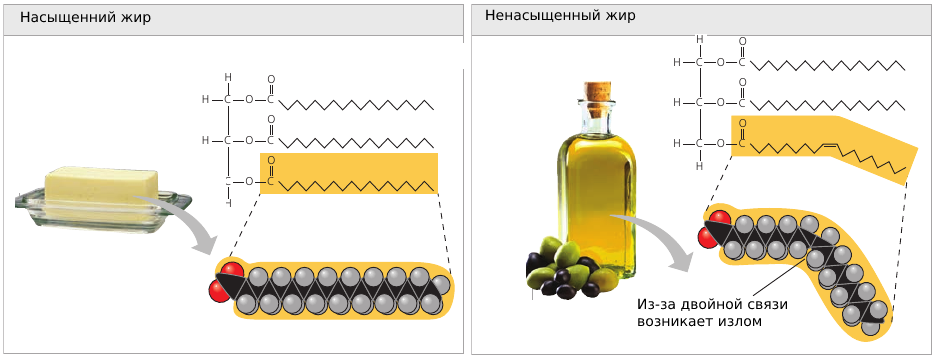 Насыщенний жир
Ненасыщенный жир
H
O
H C O C
O
H C O C
O
C O C
H
H
O
H C O C
O
H C O C
O
H C O C
H
Из-за двойной связи
возникает излом